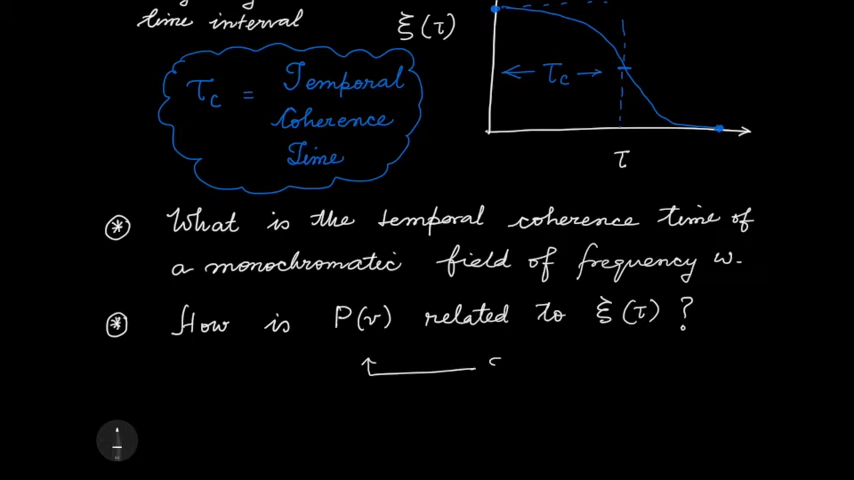 time interval
ξ(τ)
τc = Temporal
Coherence
Time
← τc →
τ
* What is the temporal coherence time of
a monochromatic field of frequency ω.
* How is P(ν) related to ξ(τ) ?